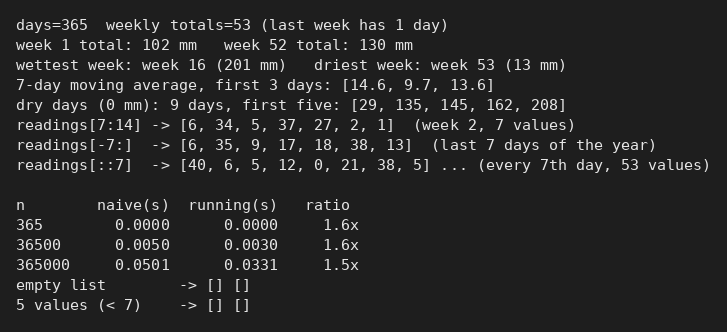 days=365  weekly totals=53 (last week has 1 day)
week 1 total: 102 mm   week 52 total: 130 mm
wettest week: week 16 (201 mm)   driest week: week 53 (13 mm)
7-day moving average, first 3 days: [14.6, 9.7, 13.6]
dry days (0 mm): 9 days, first five: [29, 135, 145, 162, 208]
readings[7:14] -> [6, 34, 5, 37, 27, 2, 1]  (week 2, 7 values)
readings[-7:]  -> [6, 35, 9, 17, 18, 38, 13]  (last 7 days of the year)
readings[::7]  -> [40, 6, 5, 12, 0, 21, 38, 5] ... (every 7th day, 53 values)

n        naive(s)  running(s)   ratio
365        0.0000      0.0000     1.6x
36500      0.0050      0.0030     1.6x
365000     0.0501      0.0331     1.5x
empty list        -> [] []
5 values (< 7)    -> [] []